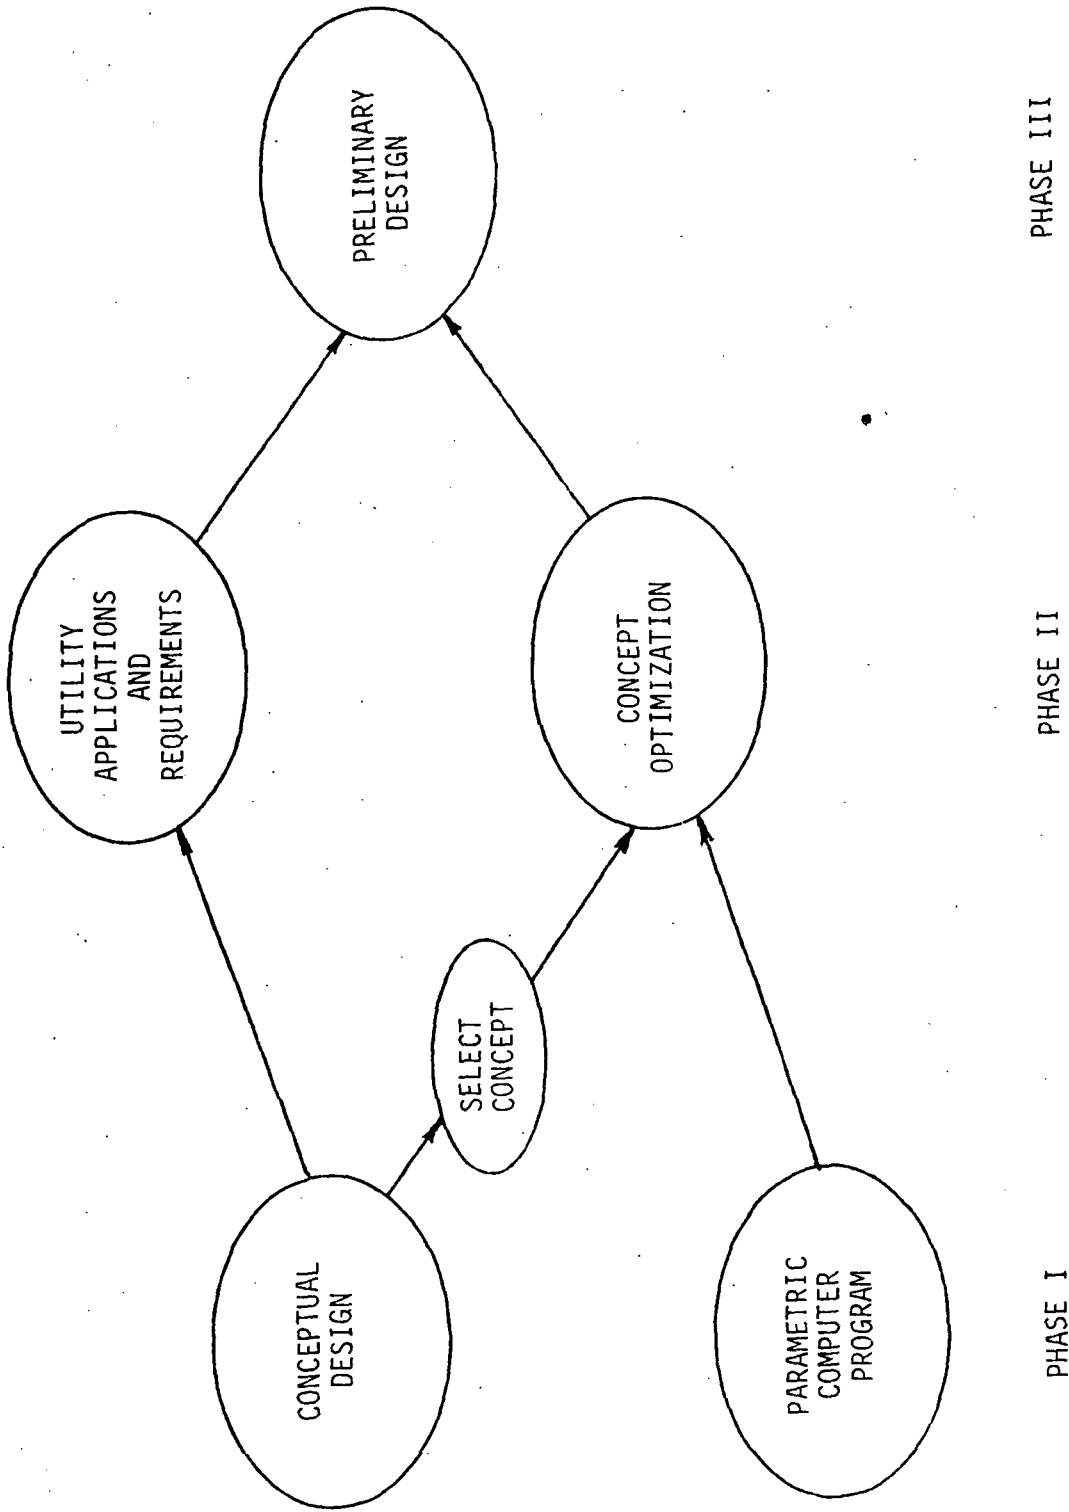 CONCEPTUAL
DESIGN
PARAMETRIC
COMPUTER
PROGRAM
SELECT
CONCEPT
UTILITY
APPLICATIONS
AND
REQUIREMENTS
CONCEPT
OPTIMIZATION
PRELIMINARY
DESIGN
PHASE I
PHASE II
PHASE III